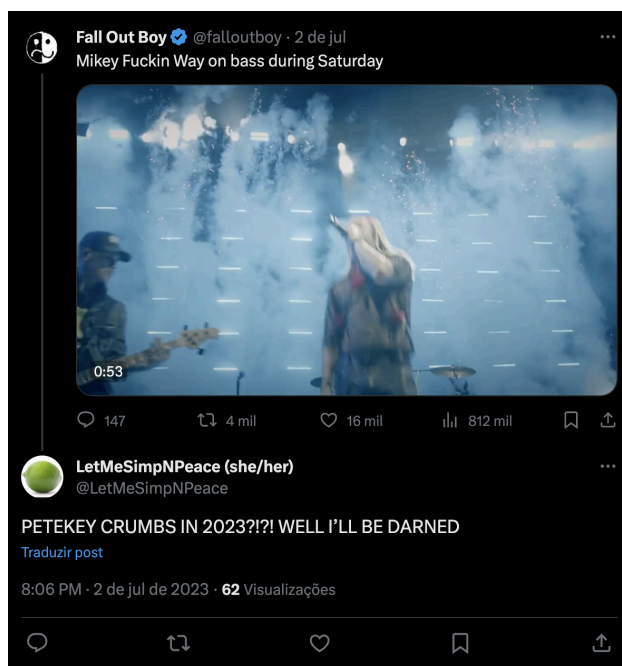 Fall Out Boy @falloutboy · 2 de jul
Mikey Fuckin Way on bass during Saturday
0:53
147 4 mil 16 mil 812 mil
LetMeSimpNPeace (she/her)
@LetMeSimpNPeace
PETEKEY CRUMBS IN 2023?!?! WELL I’LL BE DARNED
Traduzir post
8:06 PM · 2 de jul de 2023 · 62 Visualizações